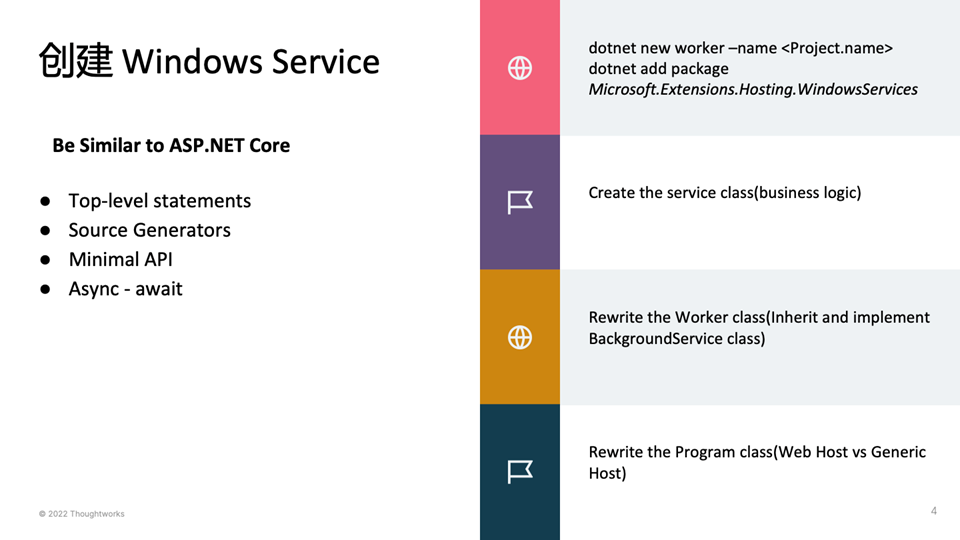 创建 Windows Service
Be Similar to ASP.NET Core
● Top-level statements
● Source Generators
● Minimal API
● Async - await
dotnet new worker –name <Project.name>
dotnet add package
Microsoft.Extensions.Hosting.WindowsServices
Create the service class(business logic)
Rewrite the Worker class(Inherit and implement
BackgroundService class)
Rewrite the Program class(Web Host vs Generic
Host)
© 2022 Thoughtworks
4